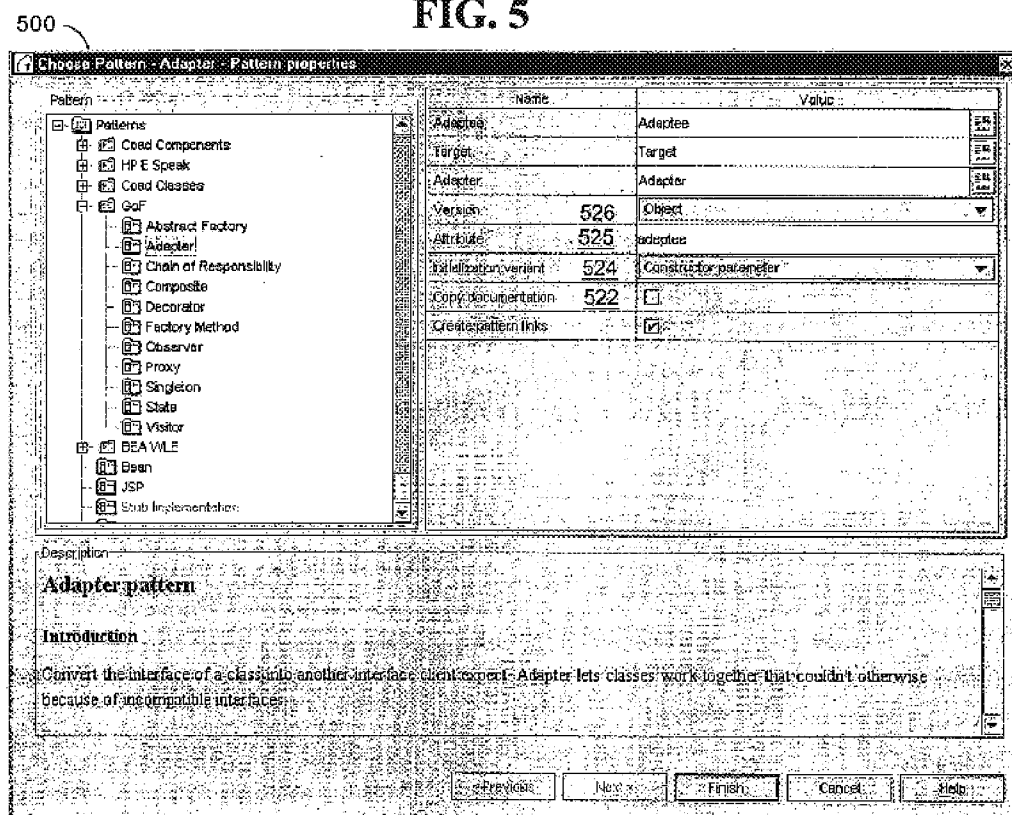 FIG. 5
500
Choose Pattern - Adapter - Pattern properties
Pattern
Patterns
Coad Components
HP E Speak
Coad Classes
GoF
Abstract Factory
Adapter
Chain of Responsibility
Composite
Decorator
Factory Method
Observer
Proxy
Singleton
State
Visitor
BEA WLE
Bean
JSP
Stub Implementation
Name Value
Adaptee Adaptee
Target Target
Adapter Adapter
Version 526 Object
Attribute 525 adaptee
Initialization variant 524 Constructor parameter
Copy documentation 522
Create pattern links
Description
Adapter pattern
Introduction
Convert the interface of a class into another interface client expect. Adapter lets classes work together that couldn't otherwise
because of incompatible interfaces
< Previous Next > Finish Cancel Help